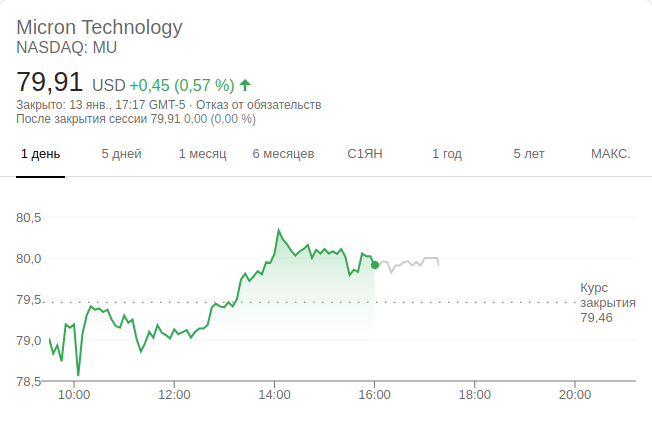 Micron Technology
NASDAQ: MU
79,91 USD +0,45 (0,57 %)
Закрыто: 13 янв., 17:17 GMT-5 · Отказ от обязательств
После закрытия сессии 79,91 0,00 (0,00 %)
1 день 5 дней 1 месяц 6 месяцев С1ЯН 1 год 5 лет МАКС.
80,5
80,0
79,5
79,0
78,5
Курс
закрытия
79,46
10:00 12:00 14:00 16:00 18:00 20:00